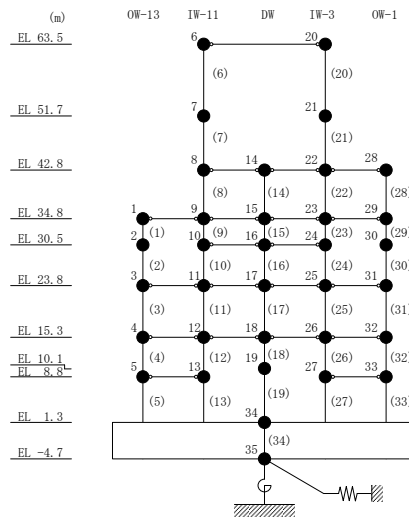 (m) OW-13 IW-11 DW IW-3 OW-1
EL 63.5 6 20
(6) (20)
EL 51.7 7 21
(7) (21)
EL 42.8 8 14 22 28
(8) (14) (22) (28)
EL 34.8 1 9 15 23 29
(1) (9) (15) (23) (29)
EL 30.5 2 10 16 24 30
(2) (10) (16) (24) (30)
EL 23.8 3 11 17 25 31
(3) (11) (17) (25) (31)
EL 15.3 4 12 18 26 32
(4) (12) (18) (26) (32)
EL 10.1 19
EL 8.8 5 13 27 33
(5) (13) (19) (27) (33)
EL 1.3 34
(34)
EL -4.7 35